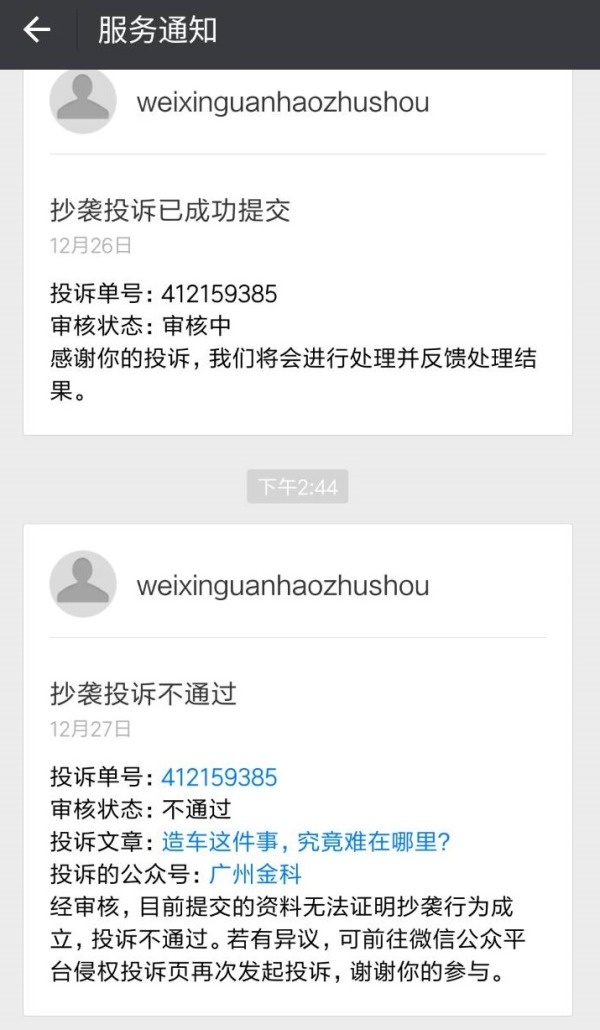 服务通知
weixinguanhaozhushou
抄袭投诉已成功提交
12月26日
投诉单号：412159385
审核状态：审核中
感谢你的投诉，我们将会进行处理并反馈处理结
果。
下午2:44
weixinguanhaozhushou
抄袭投诉不通过
12月27日
投诉单号：412159385
审核状态：不通过
投诉文章：造车这件事，究竟难在哪里？
投诉的公众号：广州金科
经审核，目前提交的资料无法证明抄袭行为成
立，投诉不通过。若有异议，可前往微信公众平
台侵权投诉页再次发起投诉，谢谢你的参与。